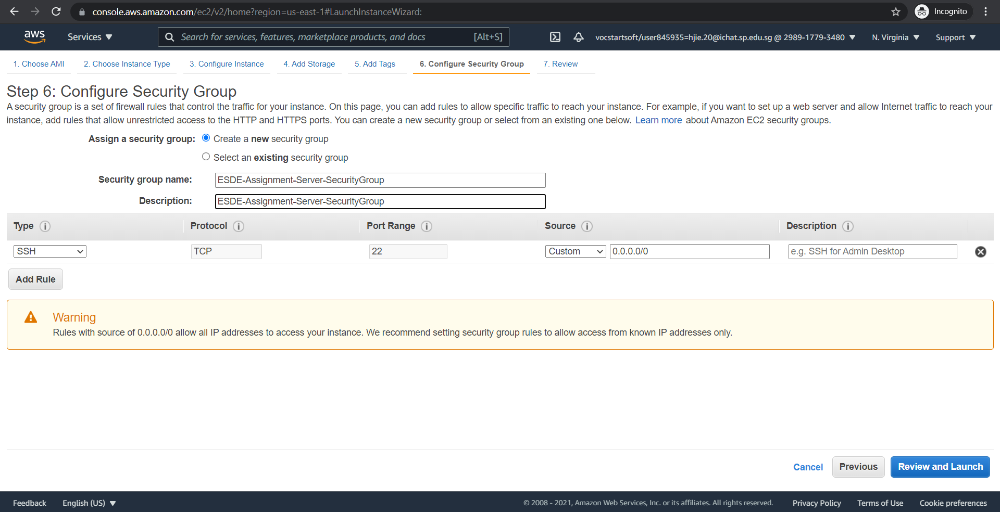 console.aws.amazon.com/ec2/v2/home?region=us-east-1#LaunchInstanceWizard:
Incognito
aws
Services
Search for services, features, marketplace products, and docs
[Alt+S]
vocstartsoft/user845935=hjie.20@ichat.sp.edu.sg @ 2989-1779-3480
N. Virginia
Support
1. Choose AMI
2. Choose Instance Type
3. Configure Instance
4. Add Storage
5. Add Tags
6. Configure Security Group
7. Review
Step 6: Configure Security Group
A security group is a set of firewall rules that control the traffic for your instance. On this page, you can add rules to allow specific traffic to reach your instance. For example, if you want to set up a web server and allow Internet traffic to reach your
instance, add rules that allow unrestricted access to the HTTP and HTTPS ports. You can create a new security group or select from an existing one below. Learn more about Amazon EC2 security groups.
Assign a security group:
Create a new security group
Select an existing security group
Security group name:
ESDE-Assignment-Server-SecurityGroup
Description:
ESDE-Assignment-Server-SecurityGroup
Type
Protocol
Port Range
Source
Description
SSH
TCP
22
Custom
0.0.0.0/0
e.g. SSH for Admin Desktop
Add Rule
Warning
Rules with source of 0.0.0.0/0 allow all IP addresses to access your instance. We recommend setting security group rules to allow access from known IP addresses only.
Cancel
Previous
Review and Launch
Feedback
English (US)
© 2008 - 2021, Amazon Web Services, Inc. or its affiliates. All rights reserved.
Privacy Policy
Terms of Use
Cookie preferences